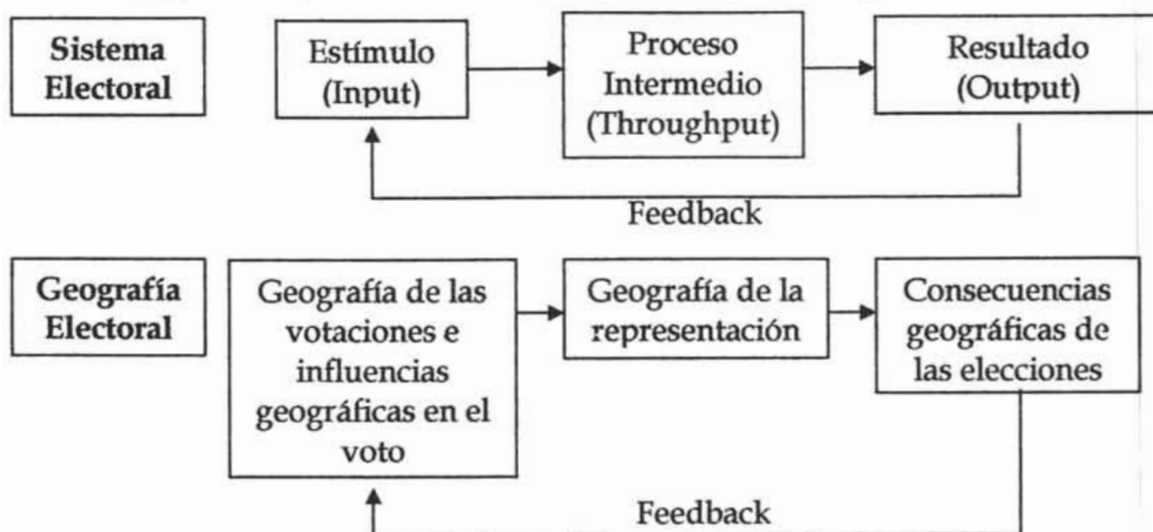 Sistema
Electoral
Estímulo
(Input)
Proceso
Intermedio
(Throughput)
Resultado
(Output)
Feedback
Geografía
Electoral
Geografía de las
votaciones e
influencias
geográficas en el
voto
Geografía de la
representación
Consecuencias
geográficas de
las elecciones
Feedback